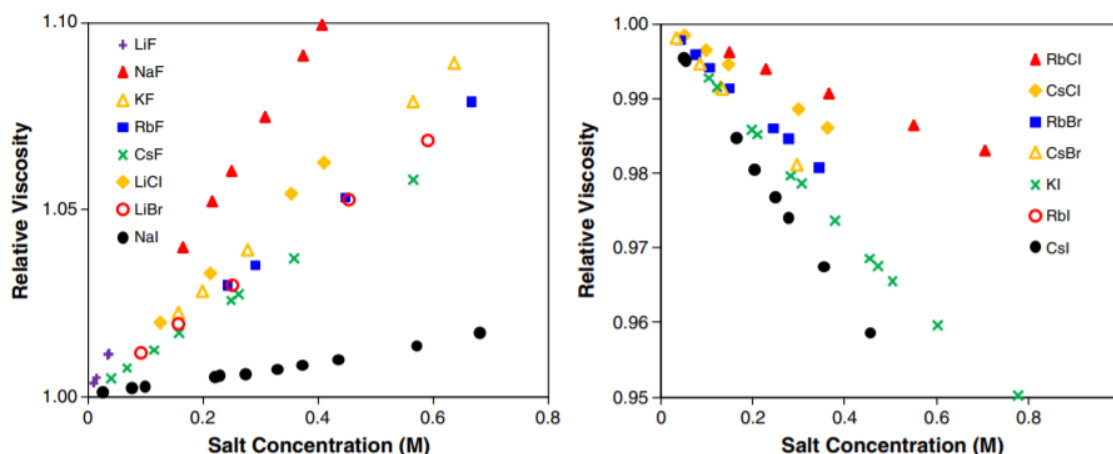 1.10
LiF
NaF
KF
RbF
CsF
LiCl
LiBr
NaI
1.05
1.00
0
0.2
0.4
0.6
0.8
Relative Viscosity
Salt Concentration (M)
1.00
0.99
0.98
0.97
0.96
0.95
RbCl
CsCl
RbBr
CsBr
KI
RbI
CsI
0
0.2
0.4
0.6
0.8
Relative Viscosity
Salt Concentration (M)